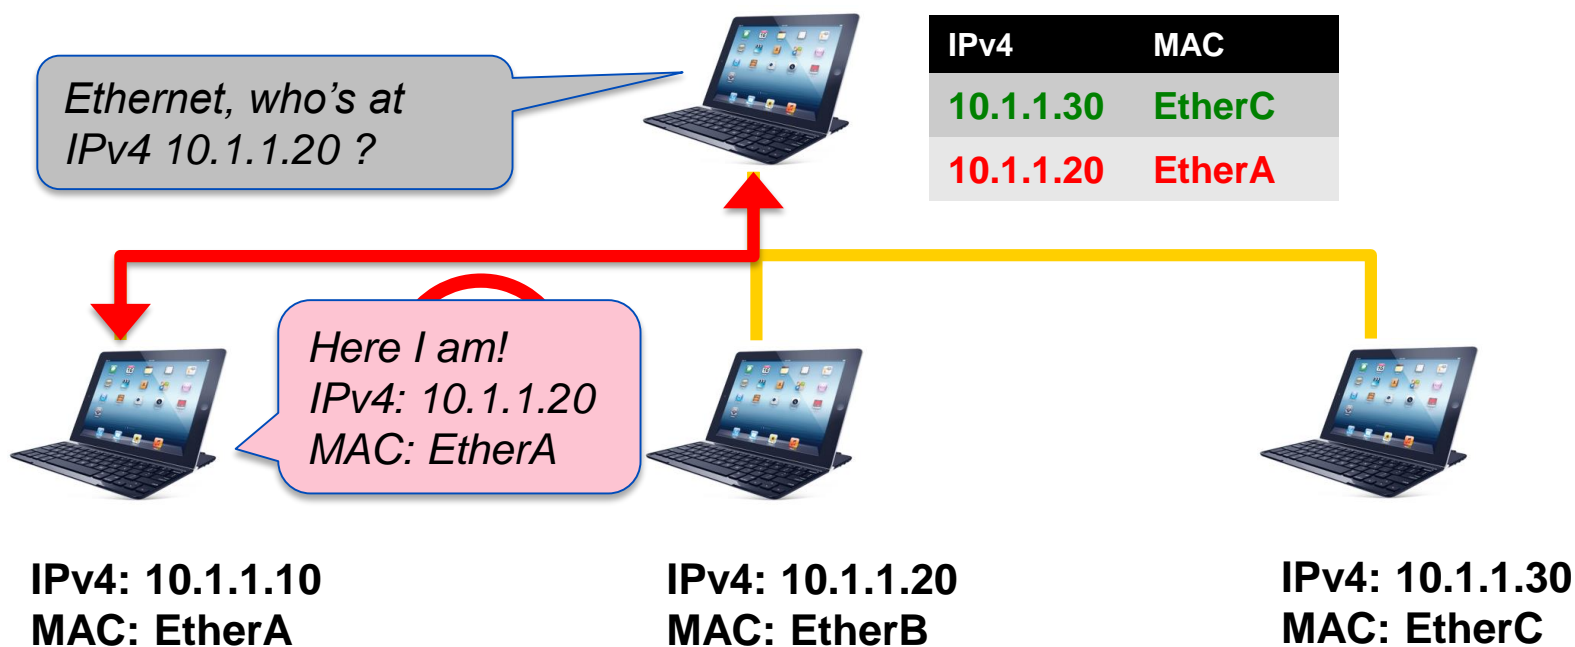 Ethernet, who's at
IPv4 10.1.1.20 ?
IPv4 MAC
10.1.1.30 EtherC
10.1.1.20 EtherA
Here I am!
IPv4: 10.1.1.20
MAC: EtherA
IPv4: 10.1.1.10
MAC: EtherA
IPv4: 10.1.1.20
MAC: EtherB
IPv4: 10.1.1.30
MAC: EtherC